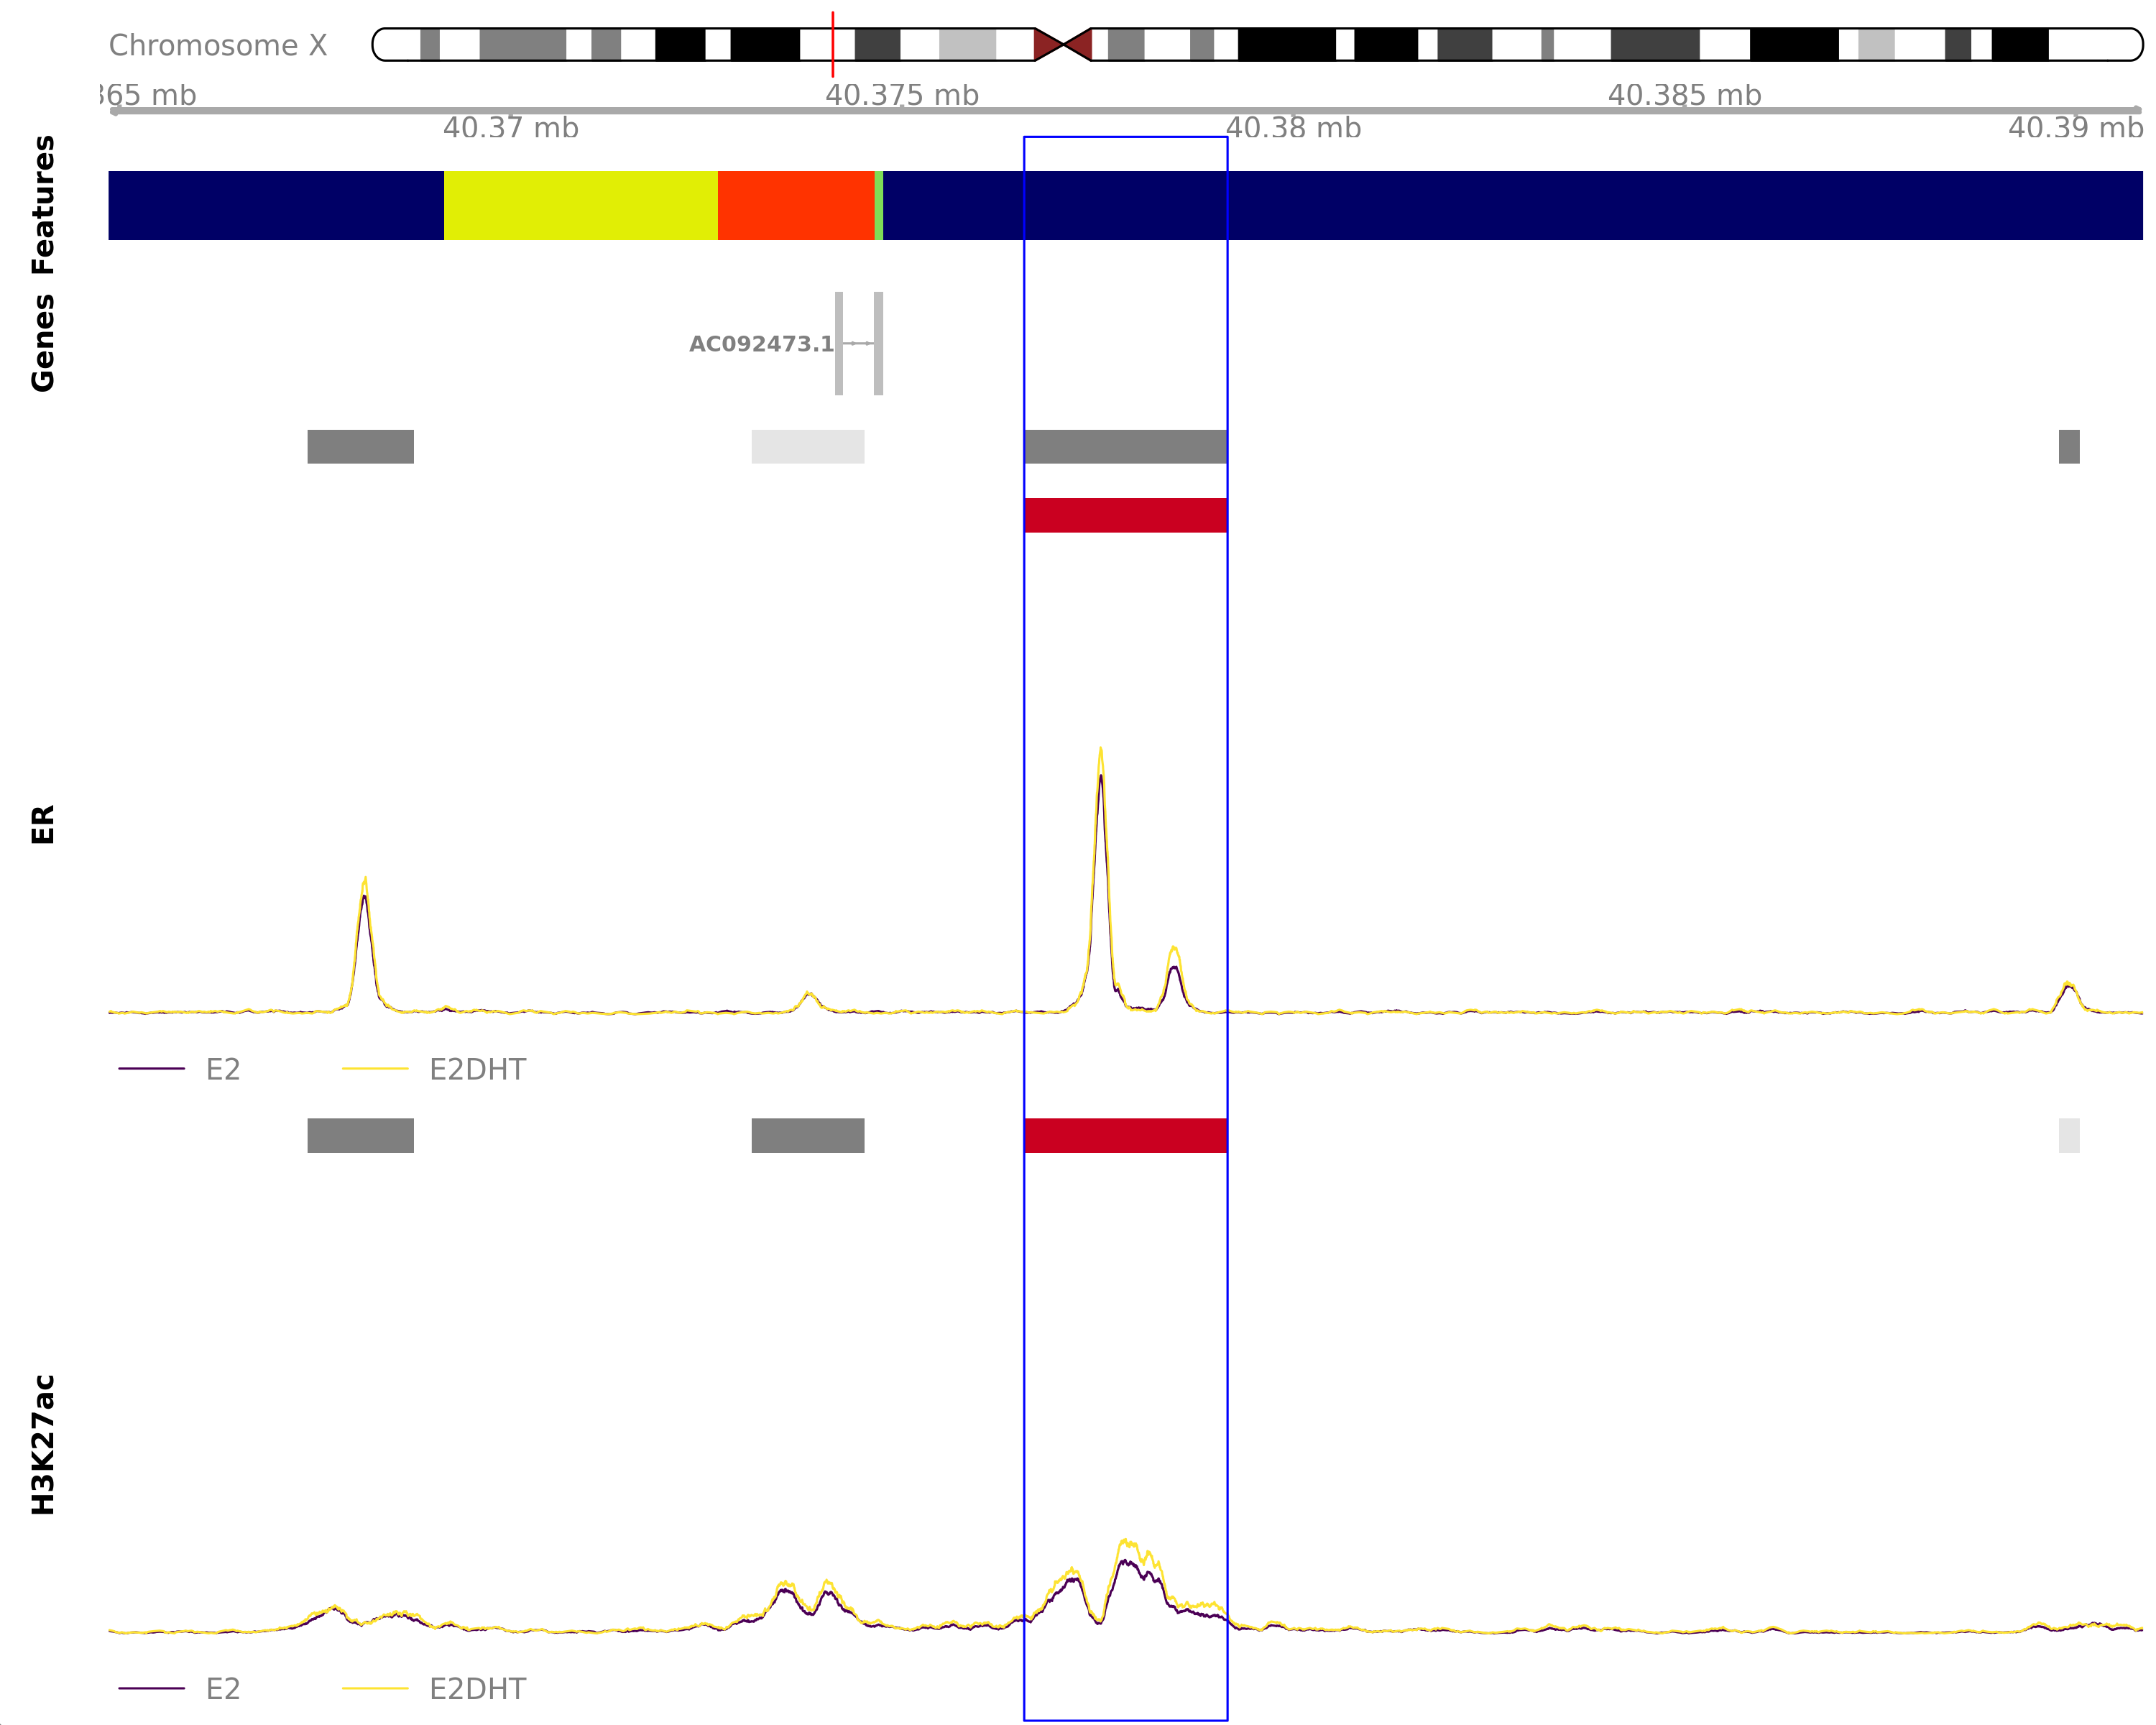 Chromosome X
65 mb 40.375 mb 40.385 mb
40.37 mb 40.38 mb 40.39 mb
Features
Genes
AC092473.1
ER
E2 E2DHT
H3K27ac
E2 E2DHT